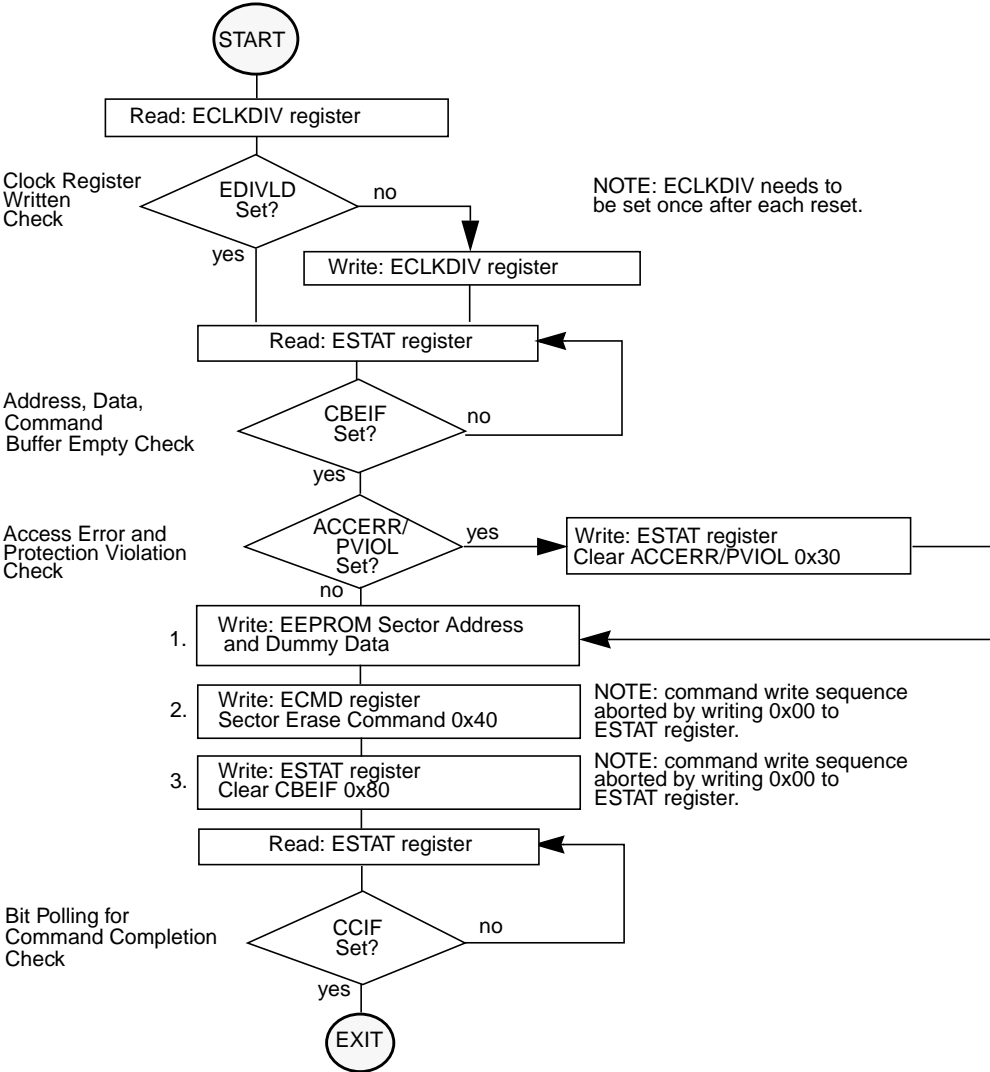 START
Read: ECLKDIV register
Clock Register
Written
Check
EDIVLD
Set?
no
yes
NOTE: ECLKDIV needs to
be set once after each reset.
Write: ECLKDIV register
Read: ESTAT register
Address, Data,
Command
Buffer Empty Check
CBEIF
Set?
no
yes
Access Error and
Protection Violation
Check
ACCERR/
PVIOL
Set?
yes
no
Write: ESTAT register
Clear ACCERR/PVIOL 0x30
1.
Write: EEPROM Sector Address
and Dummy Data
2.
Write: ECMD register
Sector Erase Command 0x40
NOTE: command write sequence
aborted by writing 0x00 to
ESTAT register.
3.
Write: ESTAT register
Clear CBEIF 0x80
NOTE: command write sequence
aborted by writing 0x00 to
ESTAT register.
Read: ESTAT register
Bit Polling for
Command Completion
Check
CCIF
Set?
no
yes
EXIT